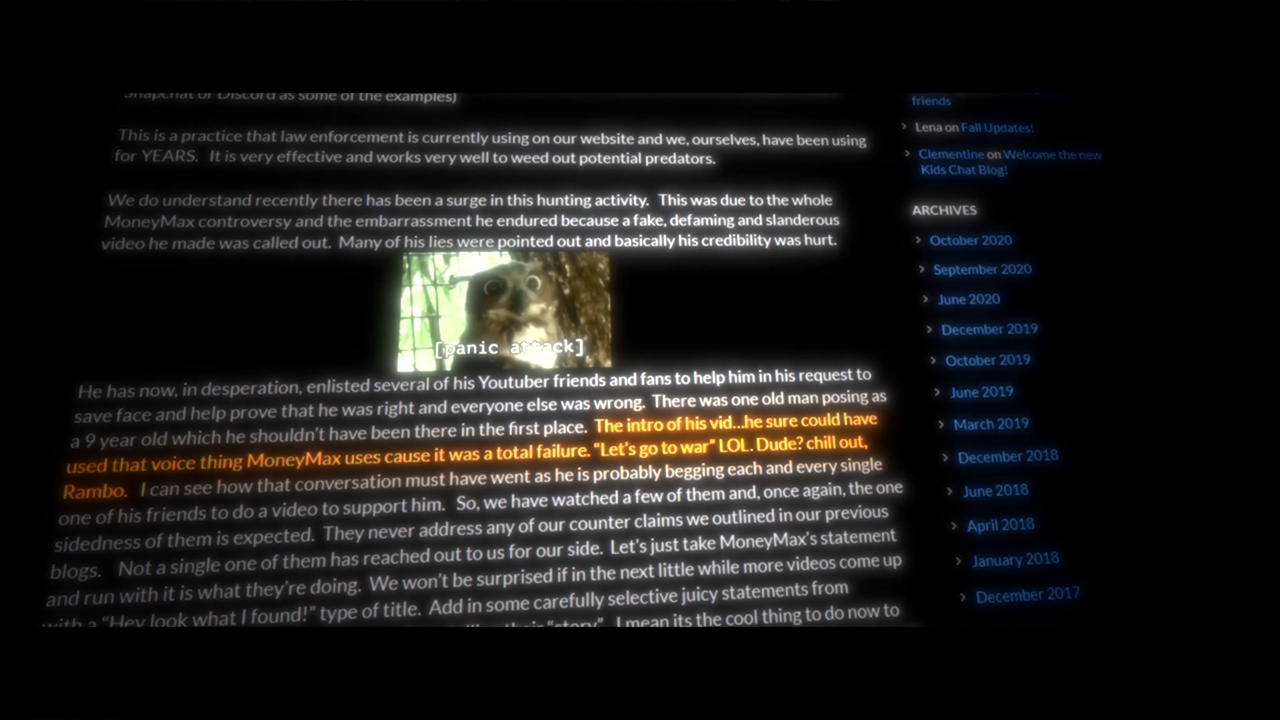 Snapchat or Discord as some of the examples)
This is a practice that law enforcement is currently using on our website and we, ourselves, have been using
for YEARS. It is very effective and works very well to weed out potential predators.
We do understand recently there has been a surge in this hunting activity. This was due to the whole
MoneyMax controversy and the embarrassment he endured because a fake, defaming and slanderous
video he made was called out. Many of his lies were pointed out and basically his credibility was hurt.
[panic attack]
He has now, in desperation, enlisted several of his Youtuber friends and fans to help him in his request to
save face and help prove that he was right and everyone else was wrong. There was one old man posing as
a 9 year old which he shouldn't have been there in the first place. The intro of his vid...he sure could have
used that voice thing MoneyMax uses cause it was a total failure. "Let's go to war" LOL. Dude? chill out,
Rambo. I can see how that conversation must have went as he is probably begging each and every single
one of his friends to do a video to support him. So, we have watched a few of them and, once again, the one
sidedness of them is expected. They never address any of our counter claims we outlined in our previous
blogs. Not a single one of them has reached out to us for our side. Let's just take MoneyMax's statement
and run with it is what they're doing. We won't be surprised if in the next little while more videos come up
with a "Hey look what I found!" type of title. Add in some carefully selective juicy statements from
their "story". I mean its the cool thing to do now to
friends
Lena on Fall Updates!
Clementine on Welcome the new
Kids Chat Blog!
ARCHIVES
October 2020
September 2020
June 2020
December 2019
October 2019
June 2019
March 2019
December 2018
June 2018
April 2018
January 2018
December 2017